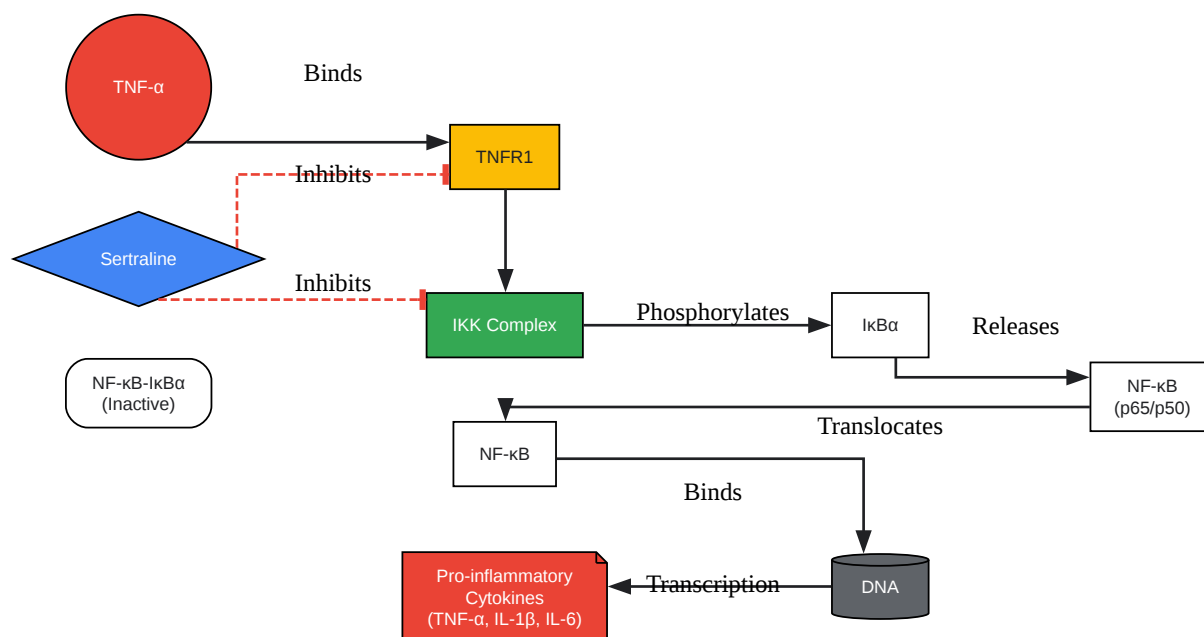 TNF-α
Binds
TNFR1
Inhibits
Sertraline
Inhibits
IKK Complex
Phosphorylates
IκBα
Releases
NF-κB-IκBα
(Inactive)
NF-κB
(p65/p50)
Translocates
NF-κB
Binds
Pro-inflammatory
Cytokines
(TNF-α, IL-1β, IL-6)
Transcription
DNA